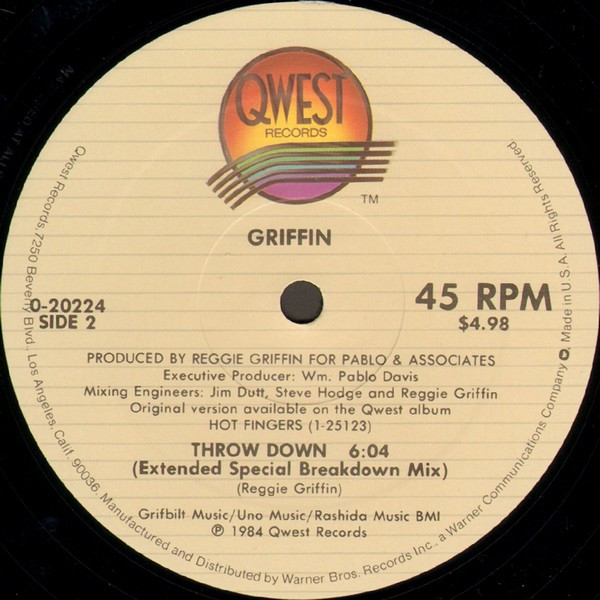 QWEST
RECORDS
TM
GRIFFIN
0-20224
SIDE 2
45 RPM
$4.98
PRODUCED BY REGGIE GRIFFIN FOR PABLO & ASSOCIATES
Executive Producer: Wm. Pablo Davis
Mixing Engineers: Jim Dutt, Steve Hodge and Reggie Griffin
Original version available on the Qwest album
HOT FINGERS (1-25123)
THROW DOWN 6:04
(Extended Special Breakdown Mix)
(Reggie Griffin)
Grifbilt Music/Uno Music/Rashida Music BMI
℗ 1984 Qwest Records
Qwest Records, 7250 Beverly Blvd., Los Angeles, Calif. 90036, Manufactured and Distributed by Warner Bros. Records Inc., a Warner Communications Company. Made in U.S.A. All Rights Reserved.